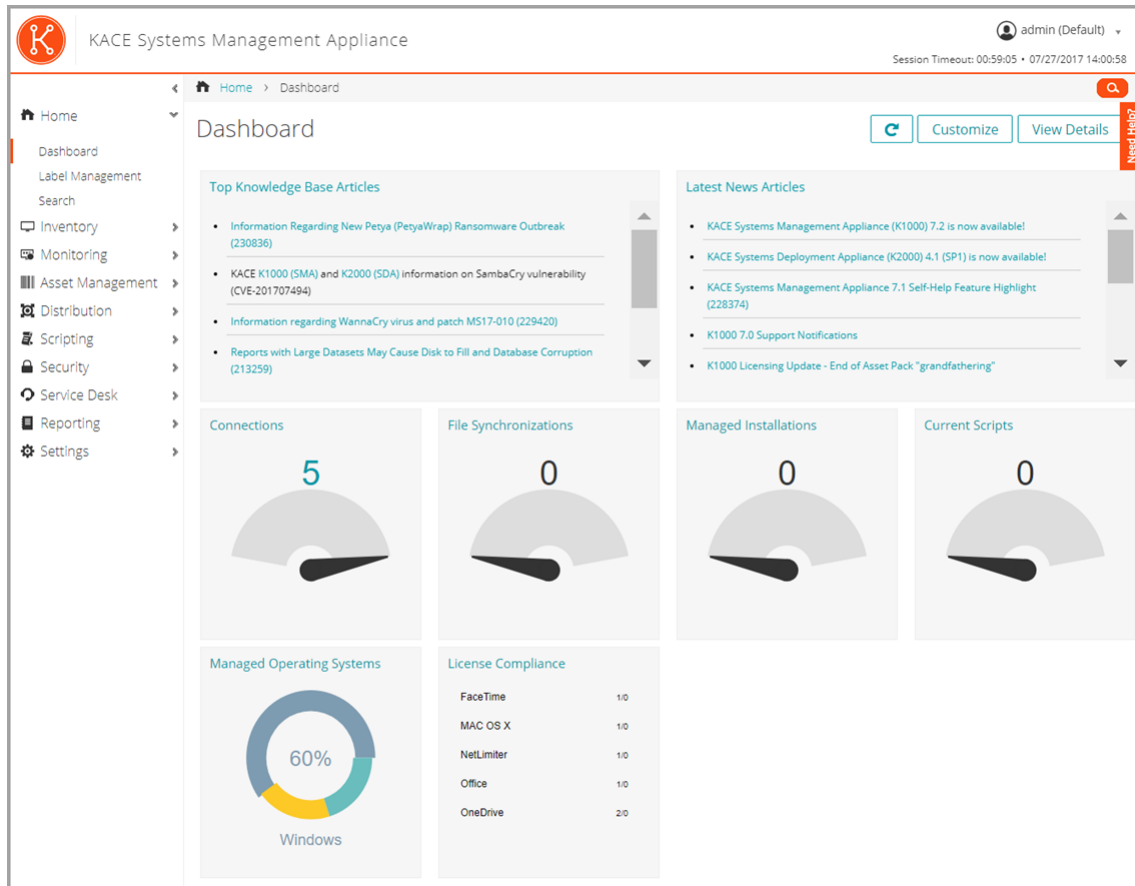 KACE Systems Management Appliance
admin (Default)
Session Timeout: 00:59:05 • 07/27/2017 14:00:58
Home > Dashboard
Need Help?
Home
Dashboard
Label Management
Search
Inventory
Monitoring
Asset Management
Distribution
Scripting
Security
Service Desk
Reporting
Settings
Dashboard
Customize
View Details
Top Knowledge Base Articles
• Information Regarding New Petya (PetyaWrap) Ransomware Outbreak
(230836)
• KACE K1000 (SMA) and K2000 (SDA) information on SambaCry vulnerability
(CVE-201707494)
• Information regarding WannaCry virus and patch MS17-010 (229420)
• Reports with Large Datasets May Cause Disk to Fill and Database Corruption
(213259)
Latest News Articles
• KACE Systems Management Appliance (K1000) 7.2 is now available!
• KACE Systems Deployment Appliance (K2000) 4.1 (SP1) is now available!
• KACE Systems Management Appliance 7.1 Self-Help Feature Highlight
(228374)
• K1000 7.0 Support Notifications
• K1000 Licensing Update - End of Asset Pack "grandfathering"
Connections
5
File Synchronizations
0
Managed Installations
0
Current Scripts
0
Managed Operating Systems
60%
Windows
License Compliance
FaceTime 1/0
MAC OS X 1/0
NetLimiter 1/0
Office 1/0
OneDrive 2/0